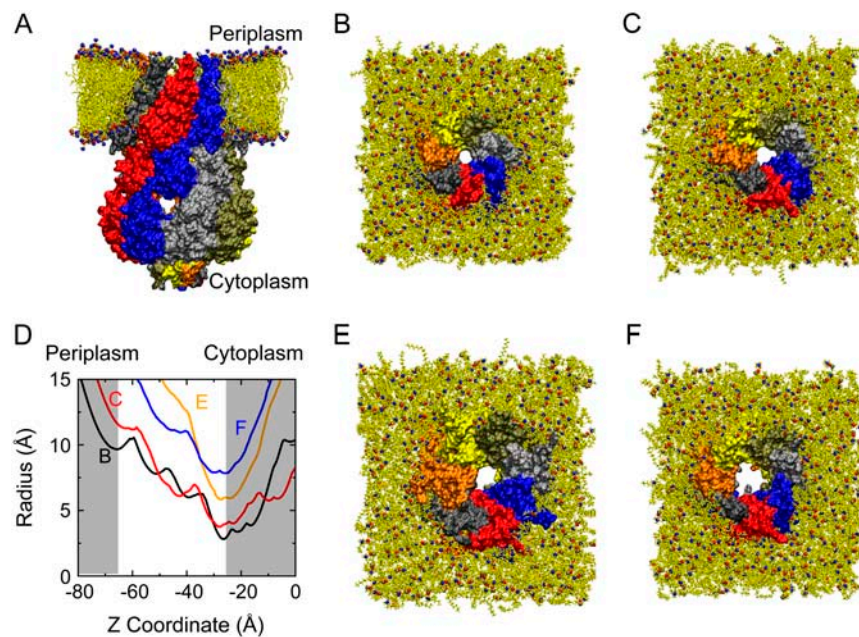 A
Periplasm
Cytoplasm
B
C
D
Periplasm
Cytoplasm
15
10
5
0
C
B
E
F
-80
-60
-40
-20
0
Radius (Å)
Z Coordinate (Å)
E
F